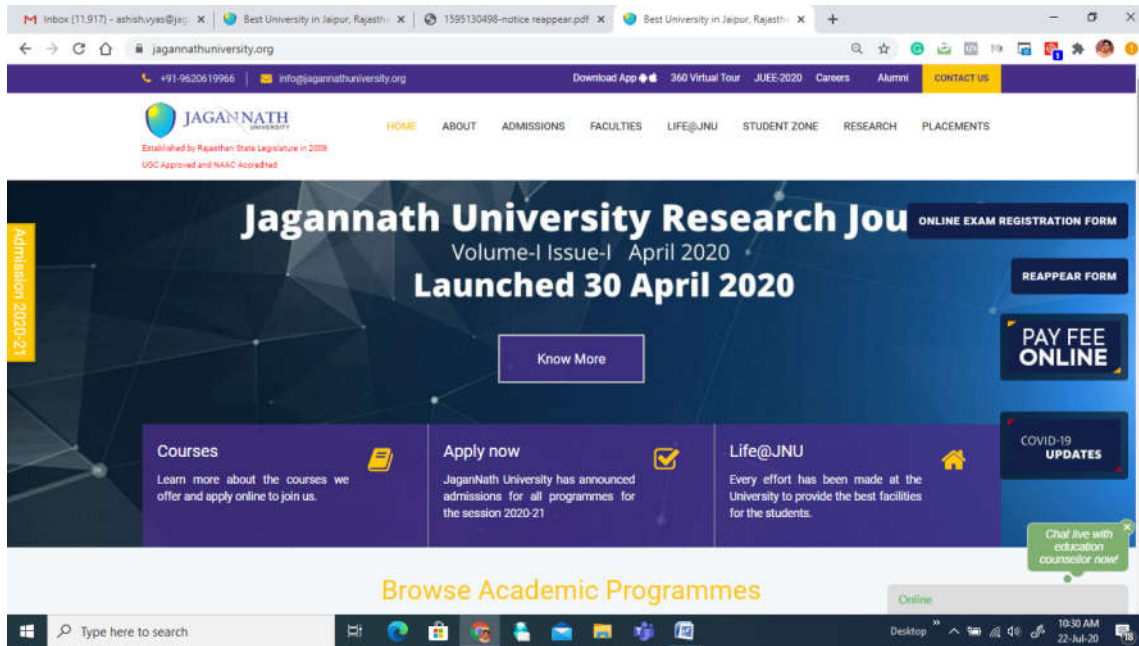 Inbox (11,917) - ashish.vyas@jag
Best University in Jaipur, Rajasth
1595130498-notice reappear.pdf
Best University in Jaipur, Rajasth
jagannathuniversity.org
+91-9620619966
info@jagannathuniversity.org
Download App
360 Virtual Tour
JUEE-2020
Careers
Alumni
CONTACT US
JAGANNATH
UNIVERSITY
Established by Rajasthan State Legislature in 2008
UGC Approved and NAAC Accredited
HOME
ABOUT
ADMISSIONS
FACULTIES
LIFE@JNU
STUDENT ZONE
RESEARCH
PLACEMENTS
Admission 2020-21
Jagannath University Research Jou
Volume-I Issue-I April 2020
Launched 30 April 2020
Know More
ONLINE EXAM REGISTRATION FORM
REAPPEAR FORM
PAY FEE
ONLINE
COVID-19
UPDATES
Courses
Learn more about the courses we
offer and apply online to join us.
Apply now
JaganNath University has announced
admissions for all programmes for
the session 2020-21
Life@JNU
Every effort has been made at the
University to provide the best facilities
for the students.
Chat live with
education
counsellor now!
Browse Academic Programmes
Online
Type here to search
Desktop
10:30 AM
22-Jul-20
18